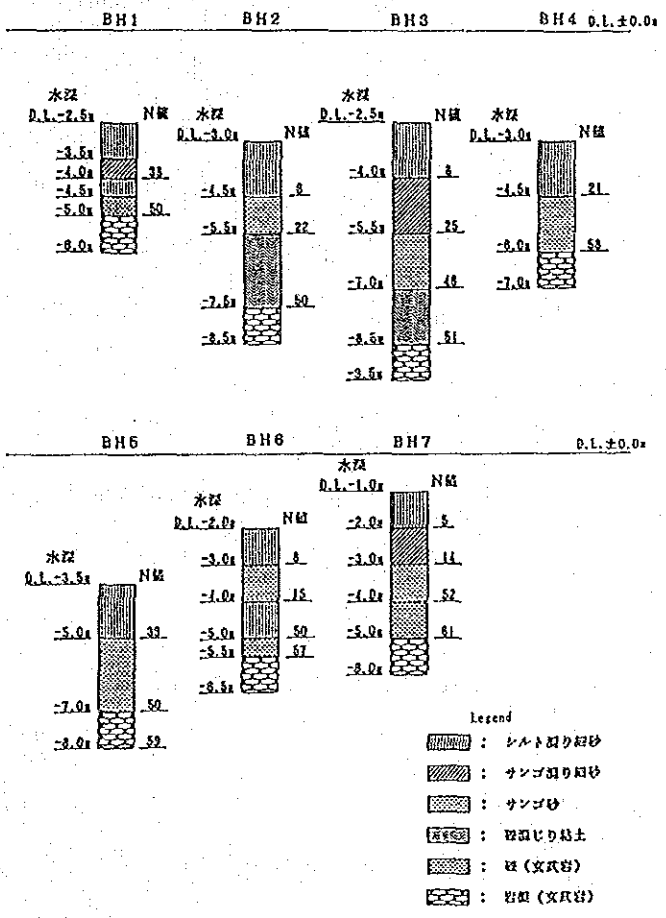 BH1 BH2 BH3 BH4 D.L.±0.0m
水深
D.L.-2.5m N値
-3.5m
-4.0m 33
-4.5m
-5.0m 50
-6.0m
水深
D.L.-3.0m N値
-4.5m 6
-5.5m 22
-7.5m 50
-8.5m
水深
D.L.-2.5m N値
-4.0m 8
-5.5m 25
-7.0m 48
-8.5m 51
-9.5m
水深
D.L.-3.0m N値
-4.5m 21
-6.0m 53
-7.0m
BH5 BH6 BH7 D.L.±0.0m
水深
D.L.-3.5m N値
-5.0m 39
-7.0m 50
-8.0m 59
水深
D.L.-2.0m N値
-3.0m 8
-4.0m 15
-5.0m 50
-5.5m 57
-6.5m
水深
D.L.-1.0m N値
-2.0m 5
-3.0m 14
-4.0m 52
-5.0m 61
-6.0m
Legend
: シルト混り細砂
: サンゴ混り細砂
: サンゴ砂
: 礫混じり粘土
: 礫(玄武岩)
: 岩盤(玄武岩)